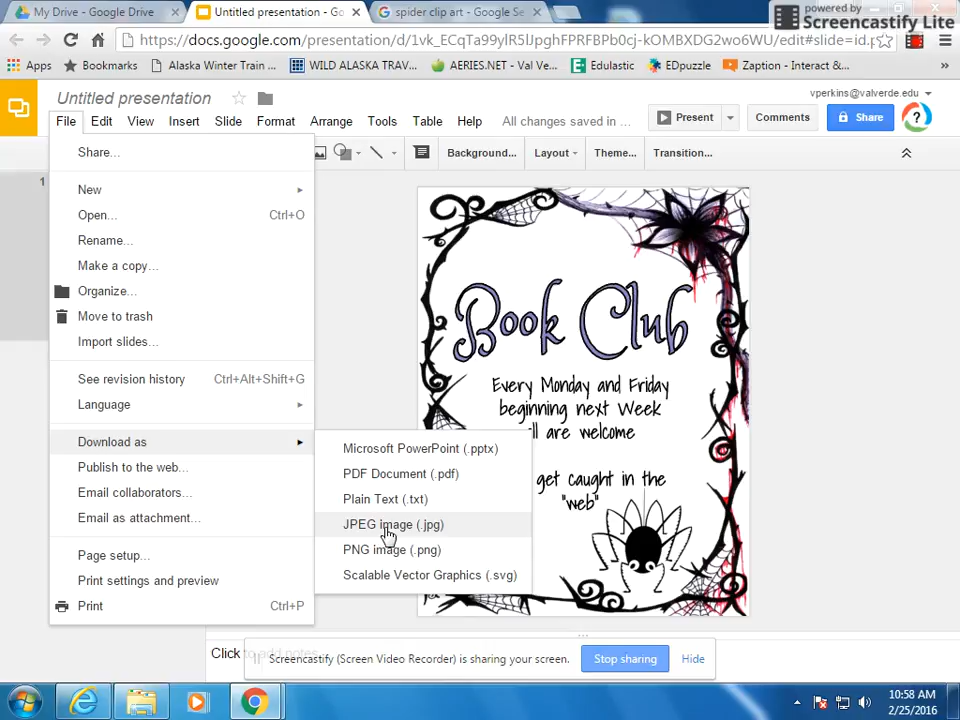 My Drive - Google Drive
Untitled presentation - Go
spider clip art - Google Se
powered by
Screencastify Lite
https://docs.google.com/presentation/d/1vk_ECqTa99ylR5lJpghFPRFBPb0cj-kOMBXDG2wo6WU/edit#slide=id.p
Apps
Bookmarks
Alaska Winter Train ...
WILD ALASKA TRAV...
AERIES.NET - Val Ve...
Edulastic
EDpuzzle
Zaption - Interact &...
»
Untitled presentation
vperkins@valverde.edu
File Edit View Insert Slide Format Arrange Tools Table Help All changes saved in ...
Present
Comments
Share
Background...
Layout
Theme...
Transition...
Share...
New
Open... Ctrl+O
Rename...
Make a copy...
Organize...
Move to trash
Import slides...
See revision history Ctrl+Alt+Shift+G
Language
Download as
Publish to the web...
Email collaborators...
Email as attachment...
Page setup...
Print settings and preview
Print Ctrl+P
Microsoft PowerPoint (.pptx)
PDF Document (.pdf)
Plain Text (.txt)
JPEG image (.jpg)
PNG image (.png)
Scalable Vector Graphics (.svg)
1
Book Club
Every Monday and Friday
beginning next Week
all are welcome
get caught in the
"web"
Click to add notes
Screencastify (Screen Video Recorder) is sharing your screen.
Stop sharing
Hide
10:58 AM
2/25/2016